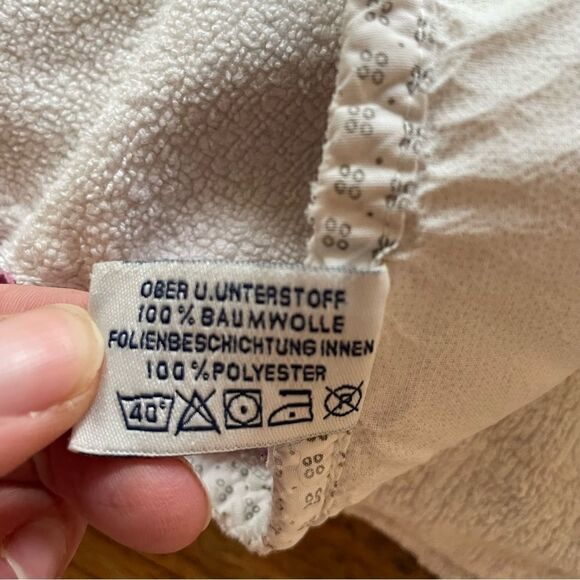 OBER U.UNTERSTOFF
100 % BAUMWOLLE
FOLIENBESCHICHTUNG INNEN
100 % POLYESTER
40° P